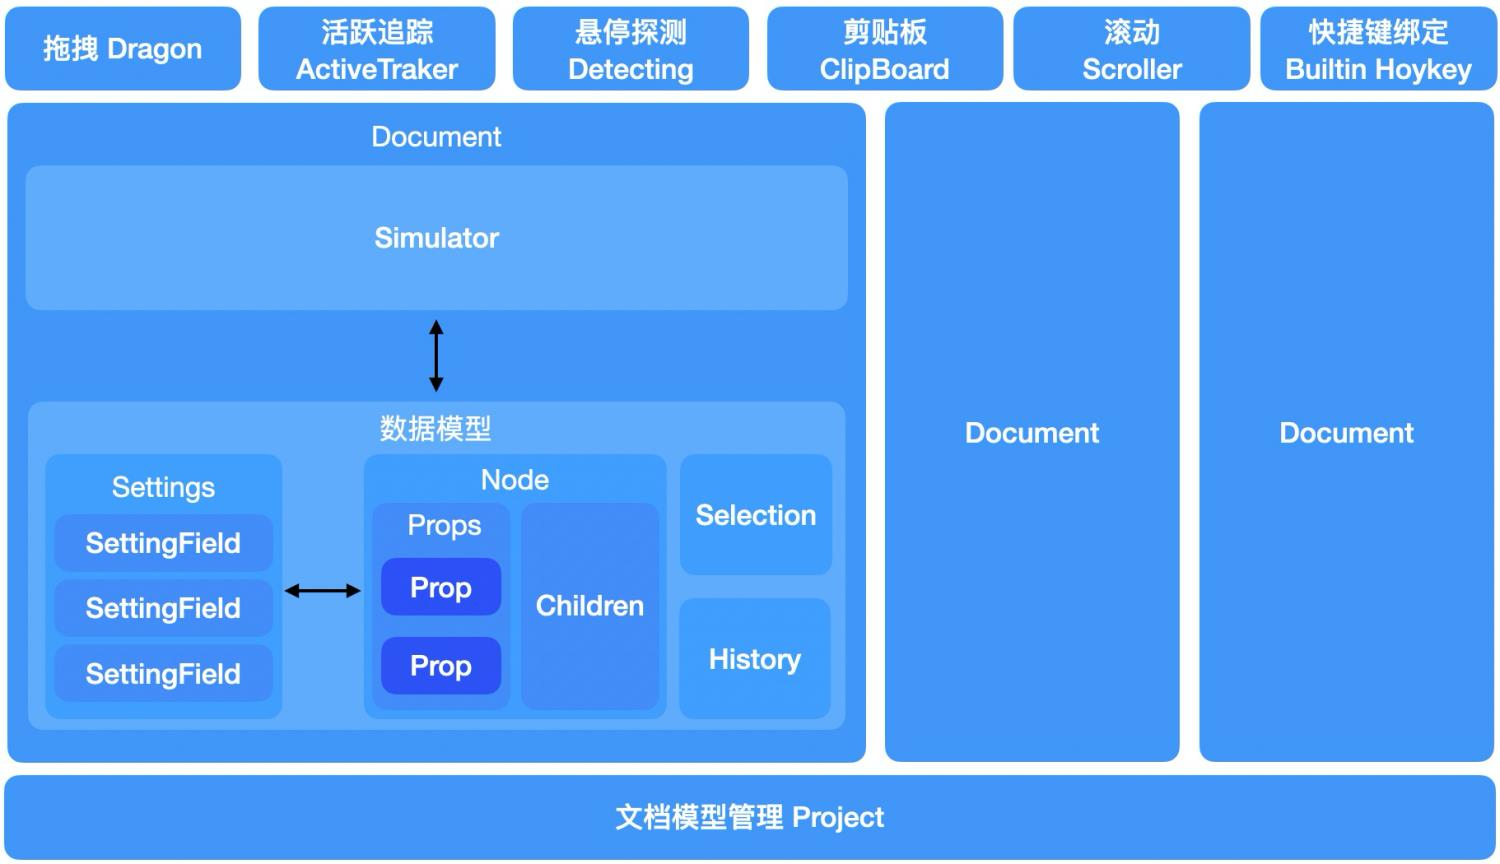 拖拽 Dragon
活跃追踪
ActiveTraker
悬停探测
Detecting
剪贴板
ClipBoard
滚动
Scroller
快捷键绑定
Builtin Hoykey
Document
Simulator
数据模型
Settings
SettingField
SettingField
SettingField
Node
Props
Prop
Prop
Children
Selection
History
Document
Document
文档模型管理 Project